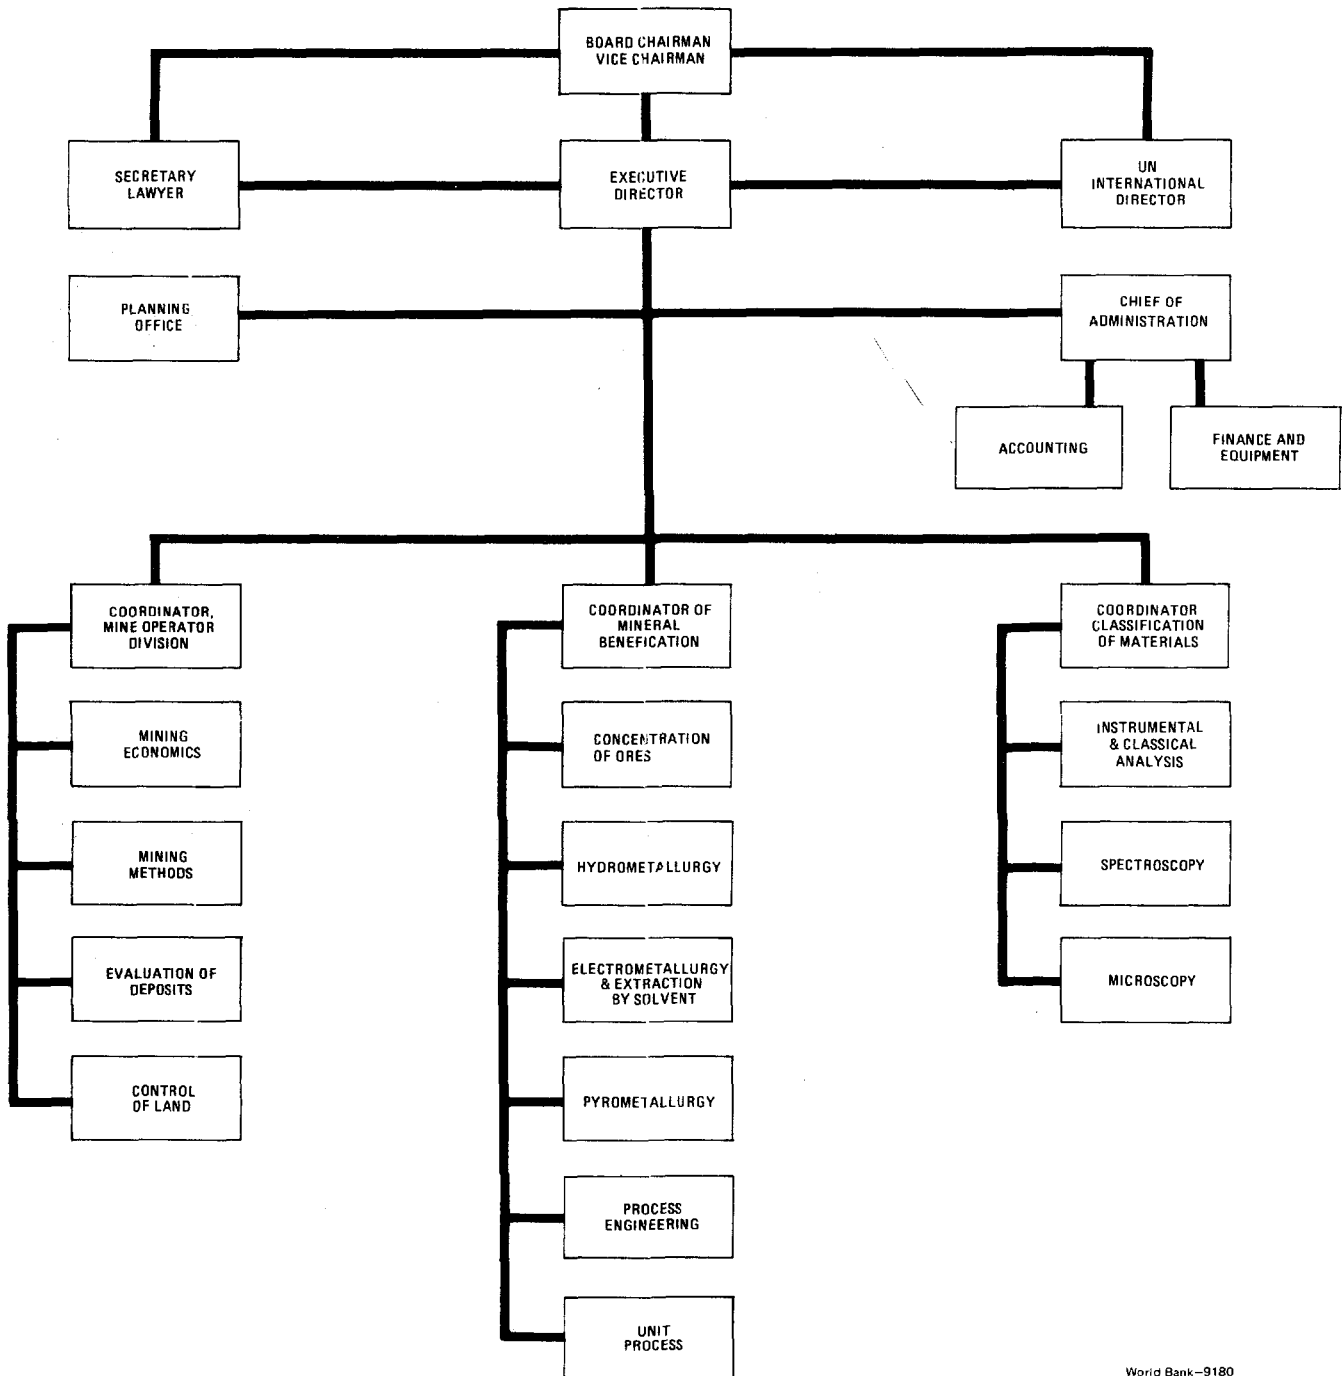 BOARD CHAIRMAN
VICE CHAIRMAN
SECRETARY
LAWYER
EXECUTIVE
DIRECTOR
UN
INTERNATIONAL
DIRECTOR
PLANNING
OFFICE
CHIEF OF
ADMINISTRATION
ACCOUNTING
FINANCE AND
EQUIPMENT
COORDINATOR,
MINE OPERATOR
DIVISION
MINING
ECONOMICS
MINING
METHODS
EVALUATION OF
DEPOSITS
CONTROL
OF LAND
COORDINATOR OF
MINERAL
BENEFICATION
CONCENTRATION
OF ORES
HYDROMETALLURGY
ELECTROMETALLURGY
& EXTRACTION
BY SOLVENT
PYROMETALLURGY
PROCESS
ENGINEERING
UNIT
PROCESS
COORDINATOR
CLASSIFICATION
OF MATERIALS
INSTRUMENTAL
& CLASSICAL
ANALYSIS
SPECTROSCOPY
MICROSCOPY
World Bank—9180